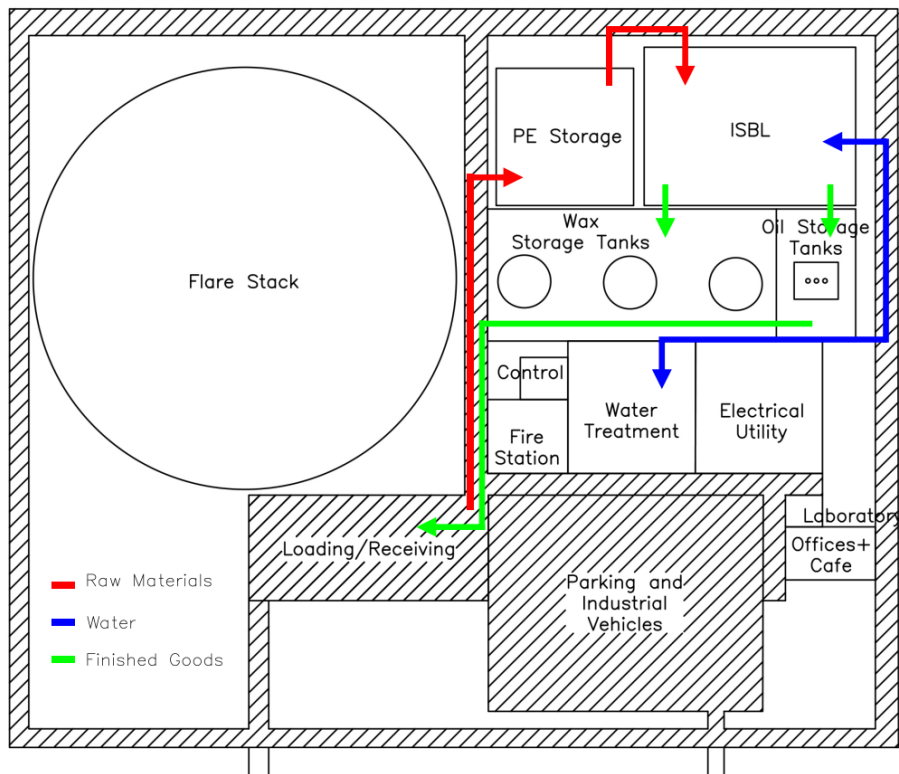 PE Storage
ISBL
Wax
Storage Tanks
Oil Storage
Tanks
Flare Stack
Control
Water
Treatment
Electrical
Utility
Fire
Station
Laboratory
Offices+
Cafe
Loading/Receiving
Parking and
Industrial
Vehicles
Raw Materials
Water
Finished Goods